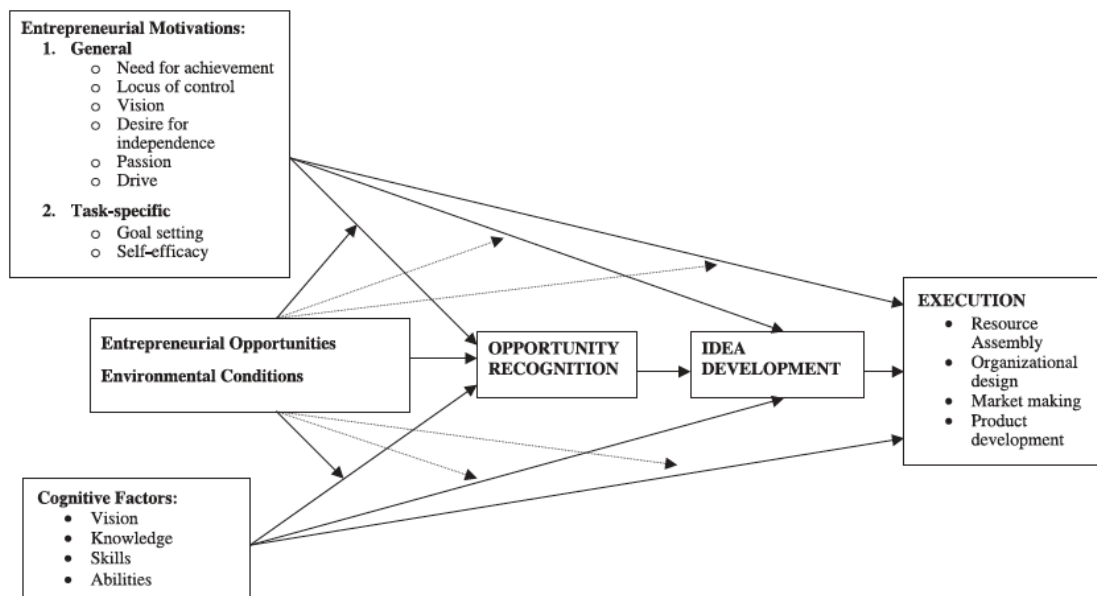 Entrepreneurial Motivations:
1. General
o Need for achievement
o Locus of control
o Vision
o Desire for
independence
o Passion
o Drive
2. Task-specific
o Goal setting
o Self-efficacy
Entrepreneurial Opportunities
Environmental Conditions
OPPORTUNITY
RECOGNITION
IDEA
DEVELOPMENT
EXECUTION
• Resource
Assembly
• Organizational
design
• Market making
• Product
development
Cognitive Factors:
• Vision
• Knowledge
• Skills
• Abilities